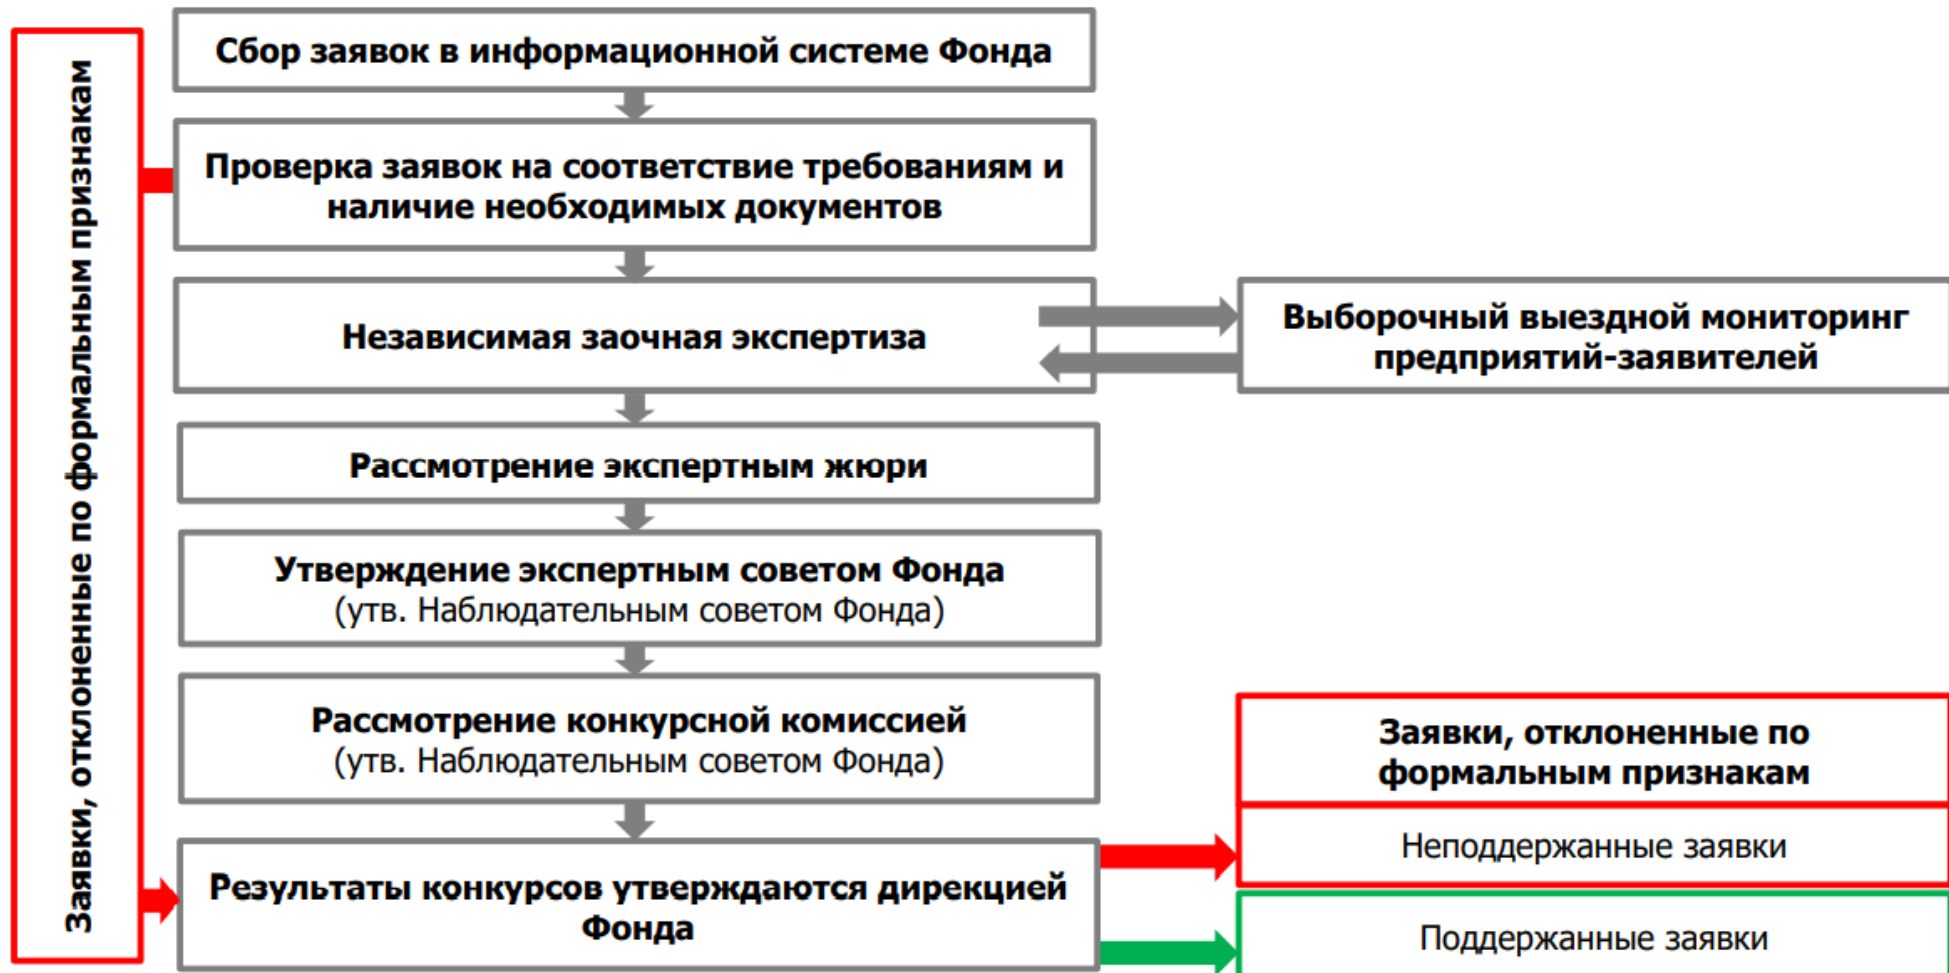 Заявки, отклоненные по формальным признакам
Сбор заявок в информационной системе Фонда
Проверка заявок на соответствие требованиям и
наличие необходимых документов
Независимая заочная экспертиза
Выборочный выездной мониторинг
предприятий-заявителей
Рассмотрение экспертным жюри
Утверждение экспертным советом Фонда
(утв. Наблюдательным советом Фонда)
Рассмотрение конкурсной комиссией
(утв. Наблюдательным советом Фонда)
Результаты конкурсов утверждаются дирекцией
Фонда
Заявки, отклоненные по
формальным признакам
Неподдержанные заявки
Поддержанные заявки